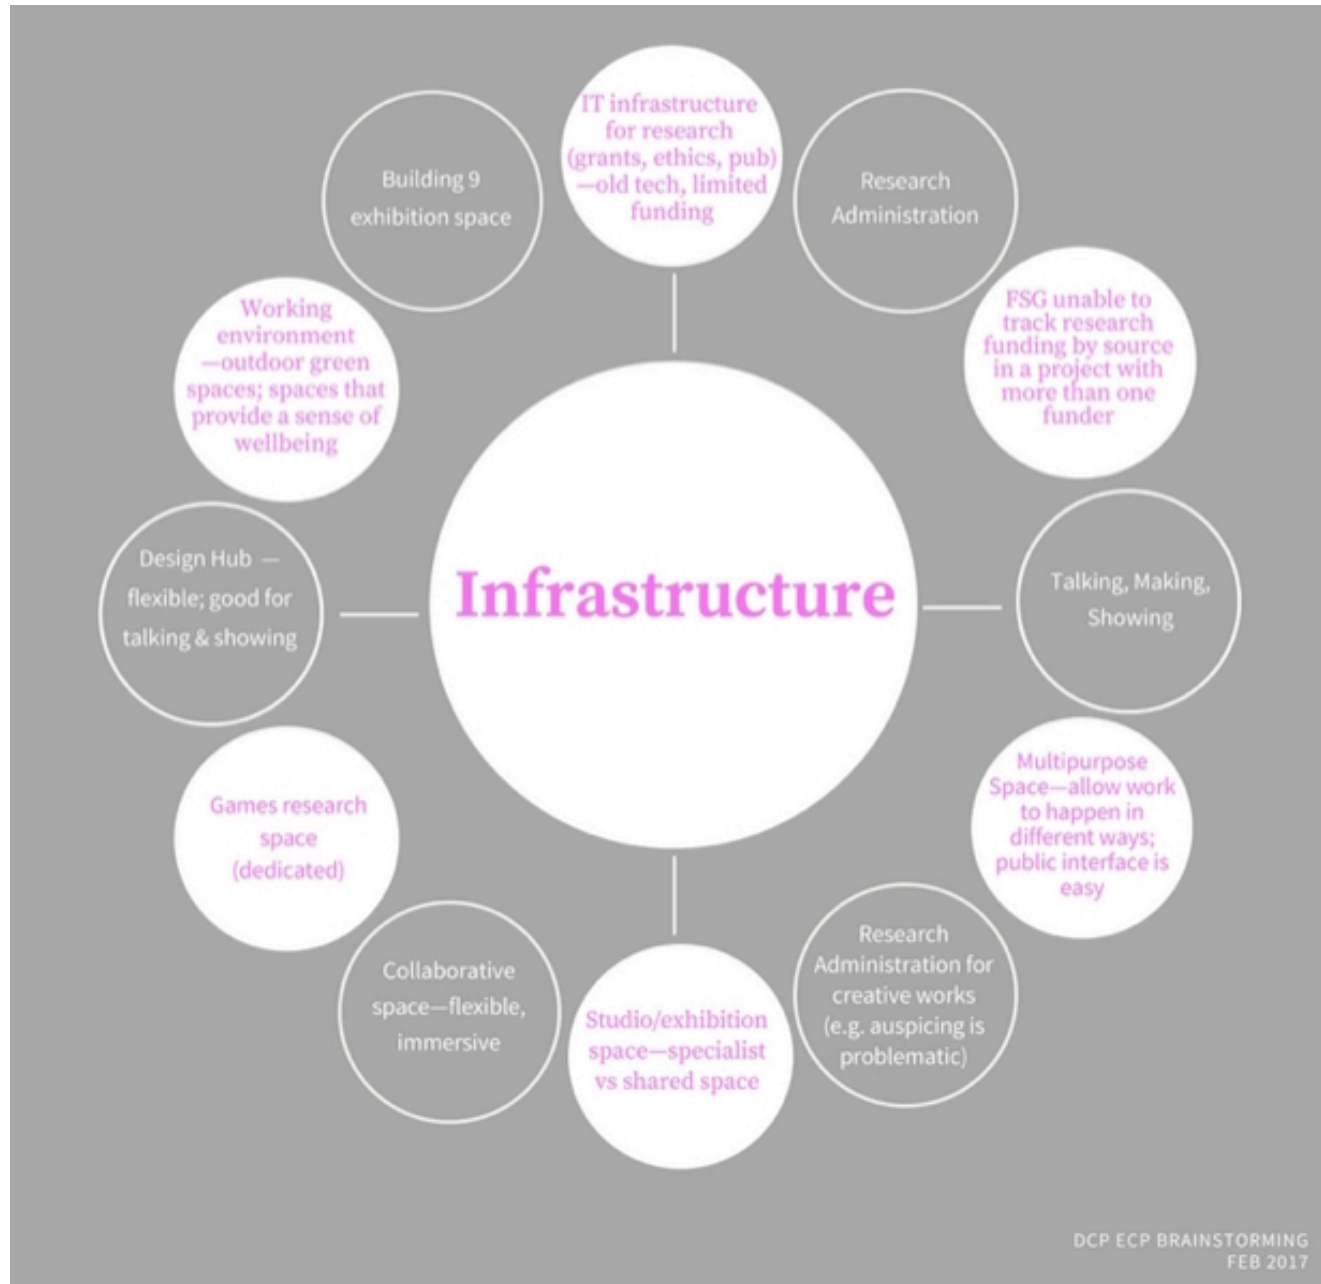 IT infrastructure
for research
(grants, ethics, pub)
—old tech, limited
funding
Research
Administration
FSG unable to
track research
funding by source
in a project with
more than one
funder
Talking, Making,
Showing
Multipurpose
Space—allow work
to happen in
different ways;
public interface is
easy
Research
Administration for
creative works
(e.g. auspicing is
problematic)
Studio/exhibition
space—specialist
vs shared space
Collaborative
space—flexible,
immersive
Games research
space
(dedicated)
Design Hub —
flexible; good for
talking & showing
Working
environment
—outdoor green
spaces; spaces that
provide a sense of
wellbeing
Building 9
exhibition space
Infrastructure
DCP ECP BRAINSTORMING
FEB 2017